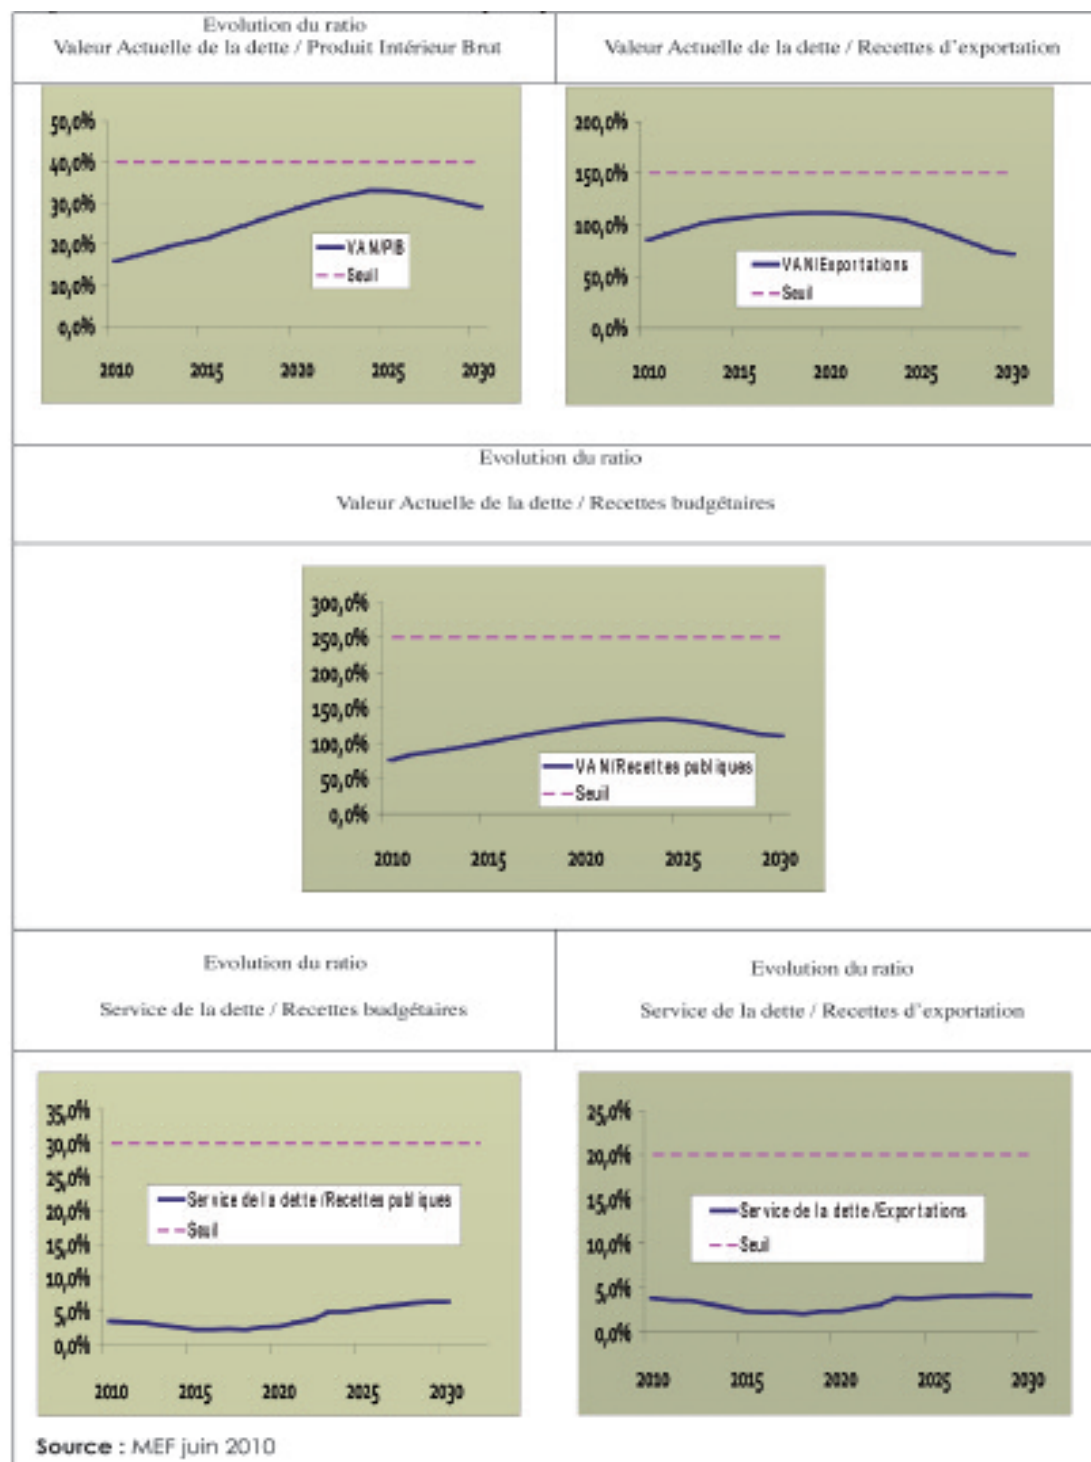 Evolution du ratio
Valeur Actuelle de la dette / Produit Intérieur Brut
Valeur Actuelle de la dette / Recettes d'exportation
50,0%
40,0%
30,0%
20,0%
10,0%
0,0%
VAN/PIB
Seuil
2010 2015 2020 2025 2030
200,0%
150,0%
100,0%
50,0%
0,0%
VAN/Exportations
Seuil
2010 2015 2020 2025 2030
Evolution du ratio
Valeur Actuelle de la dette / Recettes budgétaires
300,0%
250,0%
200,0%
150,0%
100,0%
50,0%
0,0%
VAN/Recettes publiques
Seuil
2010 2015 2020 2025 2030
Evolution du ratio
Service de la dette / Recettes budgétaires
Evolution du ratio
Service de la dette / Recettes d'exportation
35,0%
30,0%
25,0%
20,0%
15,0%
10,0%
5,0%
0,0%
Service de la dette /Recettes publiques
Seuil
2010 2015 2020 2025 2030
25,0%
20,0%
15,0%
10,0%
5,0%
0,0%
Service de la dette /Exportations
Seuil
2010 2015 2020 2025 2030
Source : MEF juin 2010